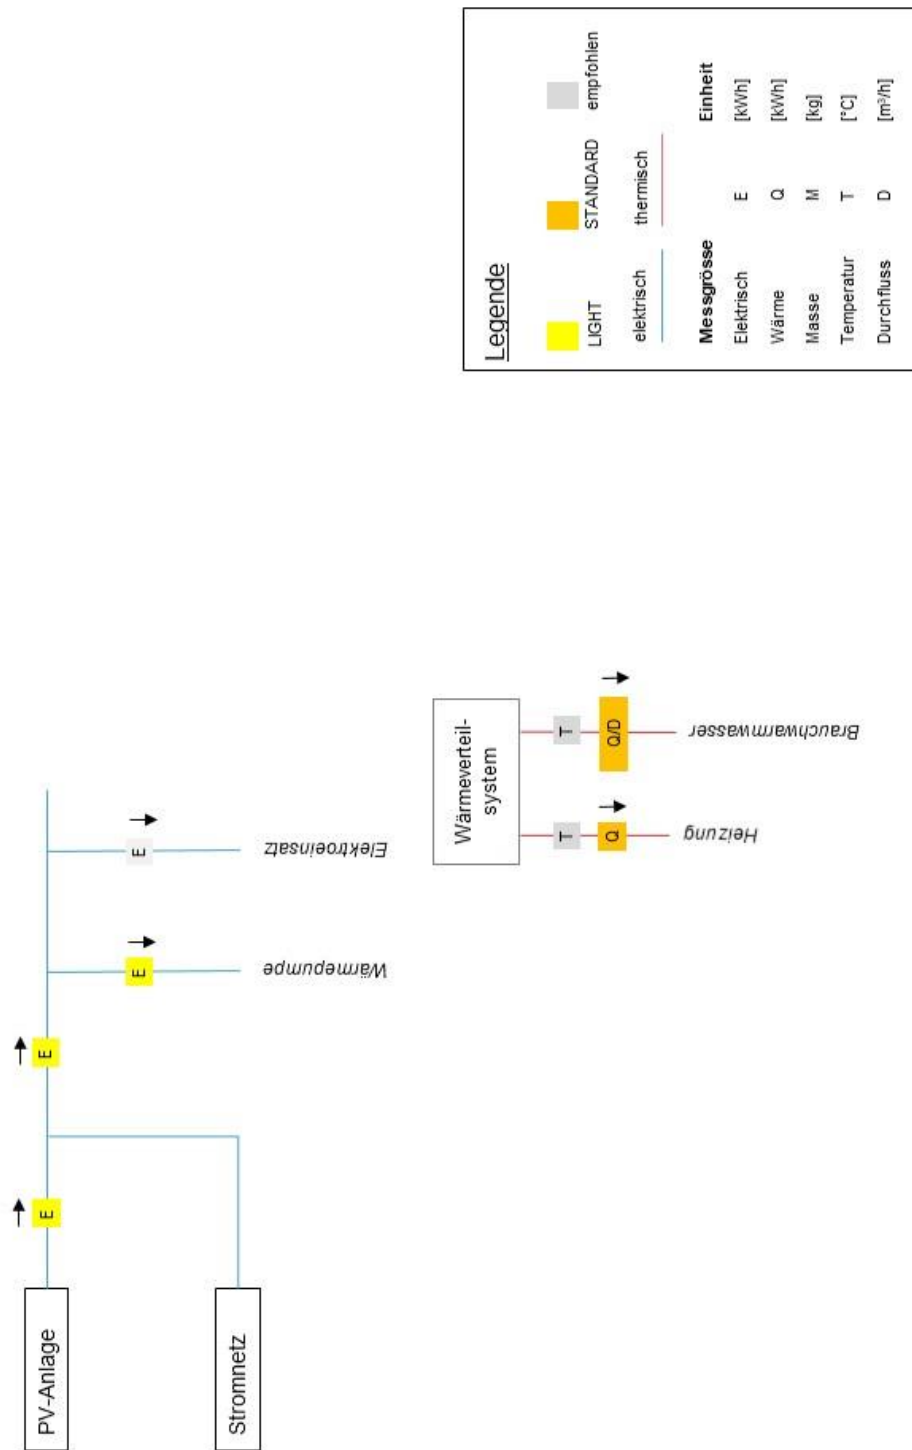 PV-Anlage
E
E
Stromnetz
E
E
Wärmepumpe
Elektroeinsatz
Wärmeverteil-
system
T
T
Q
Q/D
Heizung
Brauchwarmwasser
Legende
LIGHT STANDARD empfohlen
elektrisch thermisch
Messgrösse Einheit
Elektrisch E [kWh]
Wärme Q [kWh]
Masse M [kg]
Temperatur T [°C]
Durchfluss D [m³/h]